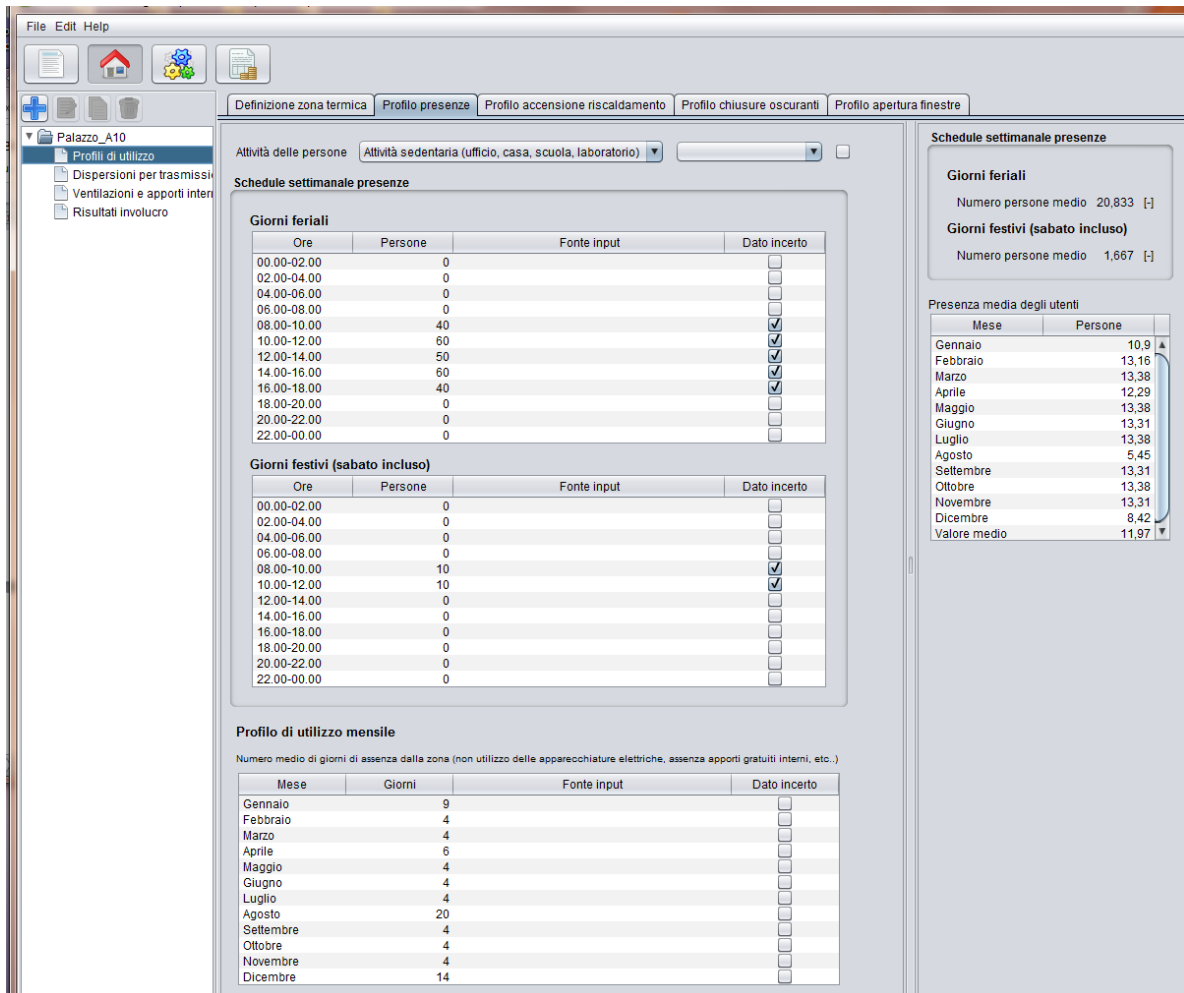 File Edit Help
Definizione zona termica Profilo presenze Profilo accensione riscaldamento Profilo chiusure oscuranti Profilo apertura finestre
Palazzo_A10
Profili di utilizzo
Dispersioni per trasmissi
Ventilazioni e apporti inter
Risultati involucro
Attività delle persone Attività sedentaria (ufficio, casa, scuola, laboratorio)
Schedule settimanale presenze
Giorni feriali
Ore Persone Fonte input Dato incerto
00.00-02.00 0
02.00-04.00 0
04.00-06.00 0
06.00-08.00 0
08.00-10.00 40
10.00-12.00 60
12.00-14.00 50
14.00-16.00 60
16.00-18.00 40
18.00-20.00 0
20.00-22.00 0
22.00-00.00 0
Giorni festivi (sabato incluso)
Ore Persone Fonte input Dato incerto
00.00-02.00 0
02.00-04.00 0
04.00-06.00 0
06.00-08.00 0
08.00-10.00 10
10.00-12.00 10
12.00-14.00 0
14.00-16.00 0
16.00-18.00 0
18.00-20.00 0
20.00-22.00 0
22.00-00.00 0
Profilo di utilizzo mensile
Numero medio di giorni di assenza dalla zona (non utilizzo delle apparecchiature elettriche, assenza apporti gratuiti interni, etc..)
Mese Giorni Fonte input Dato incerto
Gennaio 9
Febbraio 4
Marzo 4
Aprile 6
Maggio 4
Giugno 4
Luglio 4
Agosto 20
Settembre 4
Ottobre 4
Novembre 4
Dicembre 14
Schedule settimanale presenze
Giorni feriali
Numero persone medio 20,833 [-]
Giorni festivi (sabato incluso)
Numero persone medio 1,667 [-]
Presenza media degli utenti
Mese Persone
Gennaio 10,9
Febbraio 13,16
Marzo 13,38
Aprile 12,29
Maggio 13,38
Giugno 13,31
Luglio 13,38
Agosto 5,45
Settembre 13,31
Ottobre 13,38
Novembre 13,31
Dicembre 8,42
Valore medio 11,97